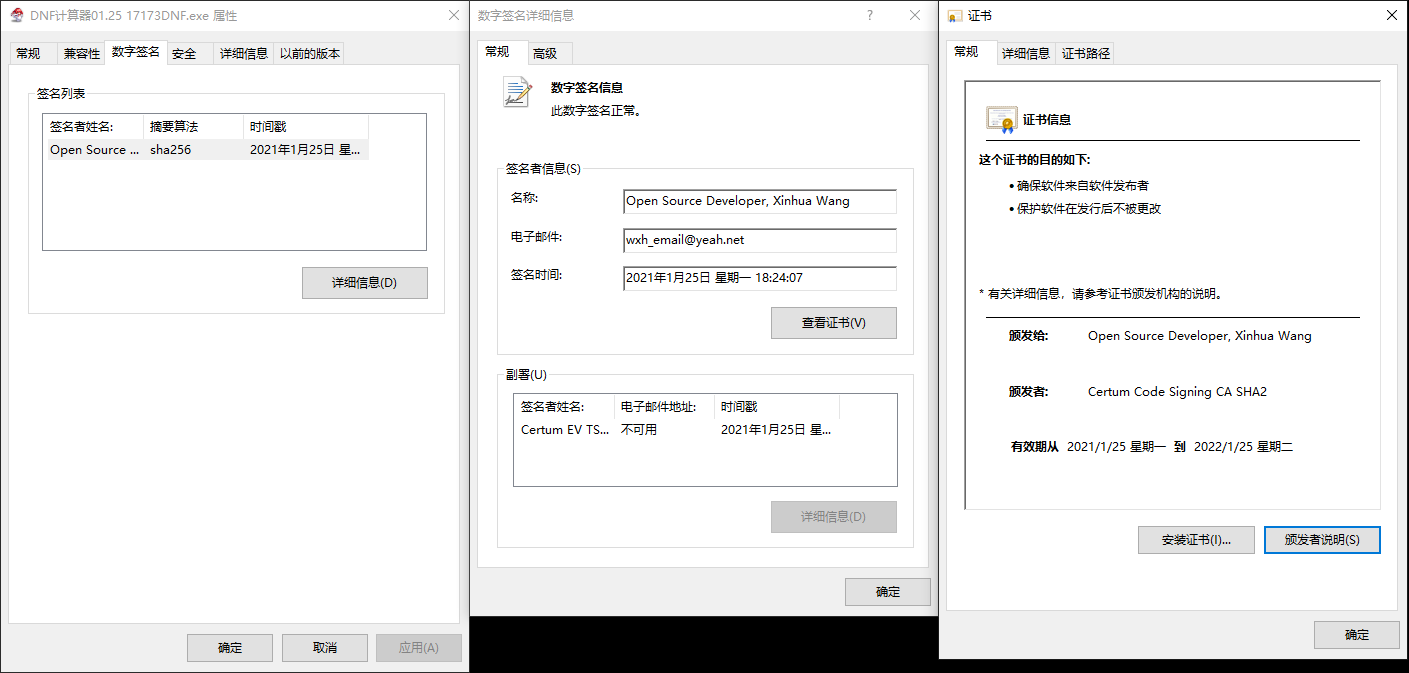 DNF计算器01.25 17173DNF.exe 属性
常规 兼容性 数字签名 安全 详细信息 以前的版本
签名列表
签名者姓名: 摘要算法 时间戳
Open Source ... sha256 2021年1月25日 星...
详细信息(D)
确定 取消 应用(A)
数字签名详细信息 ?
常规 高级
数字签名信息
此数字签名正常。
签名者信息(S)
名称: Open Source Developer, Xinhua Wang
电子邮件: wxh_email@yeah.net
签名时间: 2021年1月25日 星期一 18:24:07
查看证书(V)
副署(U)
签名者姓名: 电子邮件地址: 时间戳
Certum EV TS... 不可用 2021年1月25日 星...
详细信息(D)
确定
证书
常规 详细信息 证书路径
证书信息
这个证书的目的如下:
• 确保软件来自软件发布者
• 保护软件在发行后不被更改
* 有关详细信息，请参考证书颁发机构的说明。
颁发给: Open Source Developer, Xinhua Wang
颁发者: Certum Code Signing CA SHA2
有效期从 2021/1/25 星期一 到 2022/1/25 星期二
安装证书(I)... 颁发者说明(S)
确定